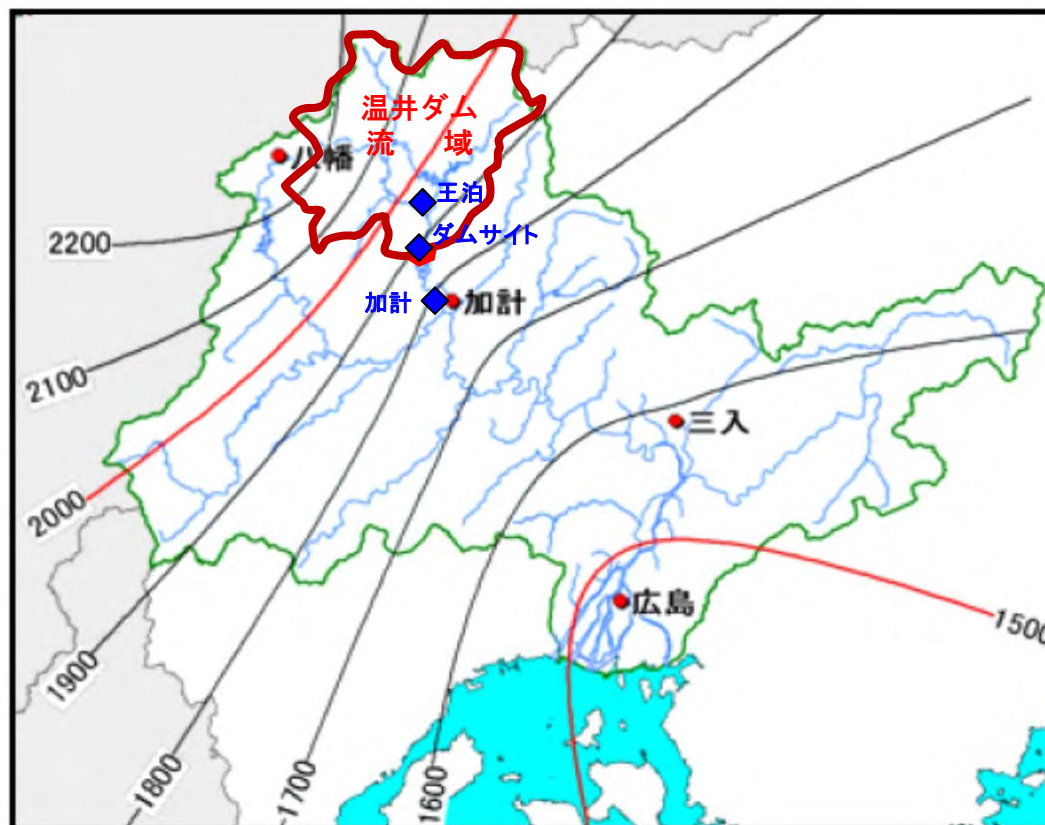 温井ダム
流 域
八幡
王泊
2200
ダムサイト
加計
加計
2100
三入
2000
広島
1500
1900
1800
1700
1600